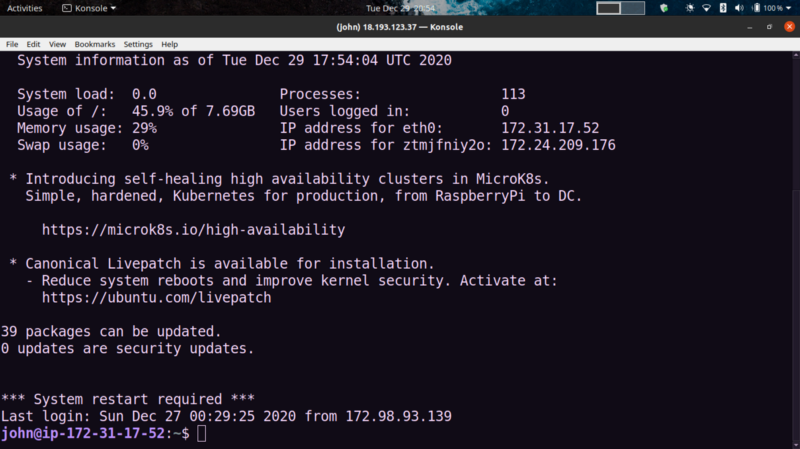 Activities Konsole Tue Dec 29 20:54 100 %
(john) 18.193.123.37 — Konsole
File Edit View Bookmarks Settings Help
System information as of Tue Dec 29 17:54:04 UTC 2020
System load: 0.0 Processes: 113
Usage of /: 45.9% of 7.69GB Users logged in: 0
Memory usage: 29% IP address for eth0: 172.31.17.52
Swap usage: 0% IP address for ztmjfniy2o: 172.24.209.176
* Introducing self-healing high availability clusters in MicroK8s.
Simple, hardened, Kubernetes for production, from RaspberryPi to DC.
https://microk8s.io/high-availability
* Canonical Livepatch is available for installation.
- Reduce system reboots and improve kernel security. Activate at:
https://ubuntu.com/livepatch
39 packages can be updated.
0 updates are security updates.
*** System restart required ***
Last login: Sun Dec 27 00:29:25 2020 from 172.98.93.139
john@ip-172-31-17-52:~$